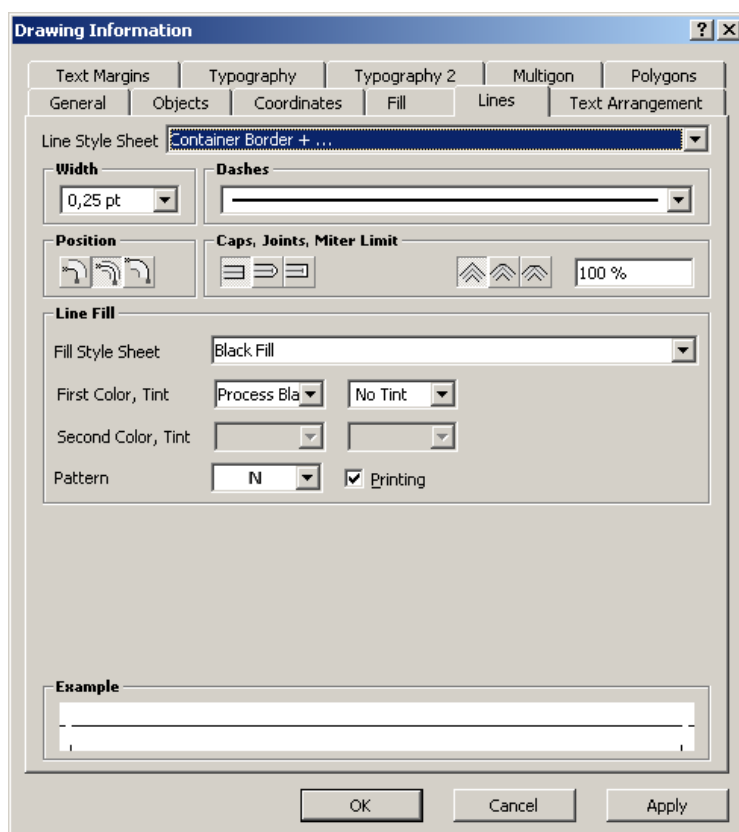 Drawing Information
Text Margins Typography Typography 2 Multigon Polygons
General Objects Coordinates Fill Lines Text Arrangement
Line Style Sheet Container Border + ...
Width Dashes
0,25 pt
Position Caps, Joints, Miter Limit
100 %
Line Fill
Fill Style Sheet Black Fill
First Color, Tint Process Bla No Tint
Second Color, Tint
Pattern N Printing
Example
OK Cancel Apply